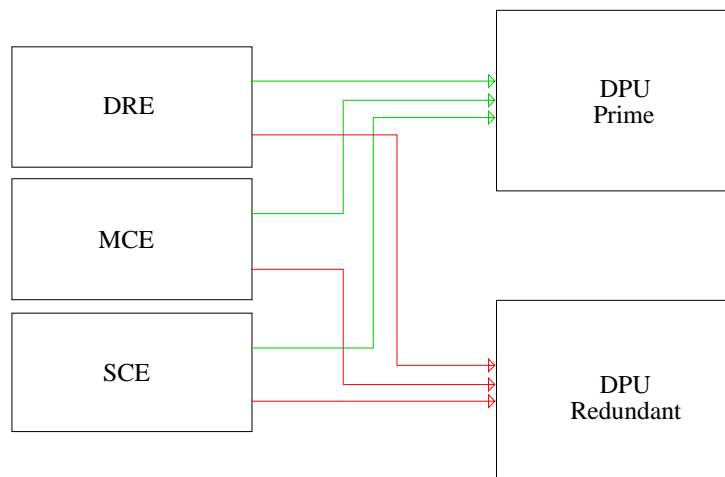 DRE
MCE
SCE
DPU
Prime
DPU
Redundant